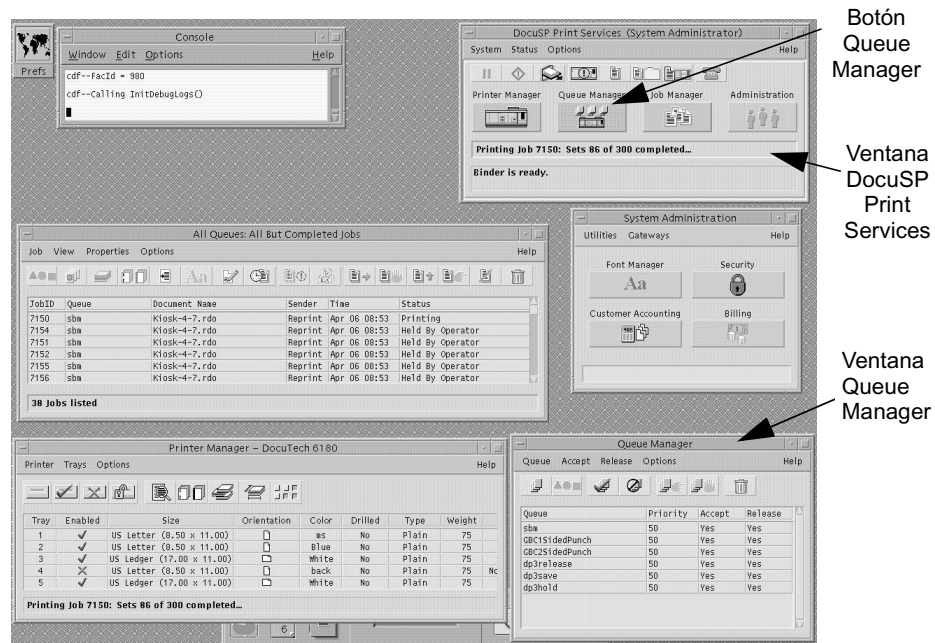 Botón
Queue
Manager
Console
Window Edit Options Help
cdf--FacId = 980
cdf--Calling InitDebugLogs()
Prefs
DocuSP Print Services (System Administrator)
System Status Options Help
Printer Manager Queue Manager Job Manager Administration
Printing Job 7150: Sets 86 of 300 completed...
Binder is ready.
Ventana
DocuSP
Print
Services
All Queues: All But Completed Jobs
Job View Properties Options Help
Aa
JobID Queue Document Name Sender Time Status
7150 sbm Kiosk-4-7.rdo Reprint Apr 06 08:53 Printing
7154 sbm Kiosk-4-7.rdo Reprint Apr 06 08:53 Held By Operator
7151 sbm Kiosk-4-7.rdo Reprint Apr 06 08:53 Held By Operator
7152 sbm Kiosk-4-7.rdo Reprint Apr 06 08:53 Held By Operator
7155 sbm Kiosk-4-7.rdo Reprint Apr 06 08:53 Held By Operator
7156 sbm Kiosk-4-7.rdo Reprint Apr 06 08:53 Held By Operator
38 Jobs listed
System Administration
Utilities Gateways Help
Font Manager Security
Aa
Customer Accounting Billing
Ventana
Queue
Manager
Printer Manager - DocuTech 6180
Printer Trays Options Help
Tray Enabled Size Orientation Color Drilled Type Weight
1 US Letter (8.50 x 11.00) ms No Plain 75
2 US Letter (8.50 x 11.00) Blue No Plain 75
3 US Ledger (17.00 x 11.00) White No Plain 75
4 US Letter (8.50 x 11.00) back No Plain 75 Nc
5 US Ledger (17.00 x 11.00) White No Plain 75
Printing Job 7150: Sets 86 of 300 completed...
6
Queue Manager
Queue Accept Release Options Help
Queue Priority Accept Release
sbm 50 Yes Yes
GBC1SidedPunch 50 Yes Yes
GBC2SidedPunch 50 Yes Yes
dp3release 50 Yes Yes
dp3save 50 Yes Yes
dp3hold 50 Yes Yes